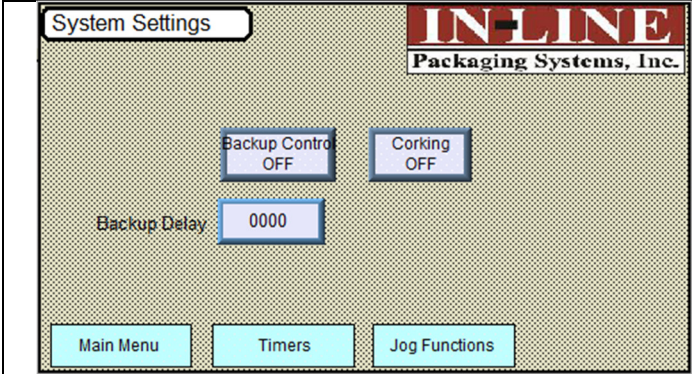 System Settings
IN-LINE
Packaging Systems, Inc.
Backup Control
OFF
Corking
OFF
Backup Delay
0000
Main Menu
Timers
Jog Functions